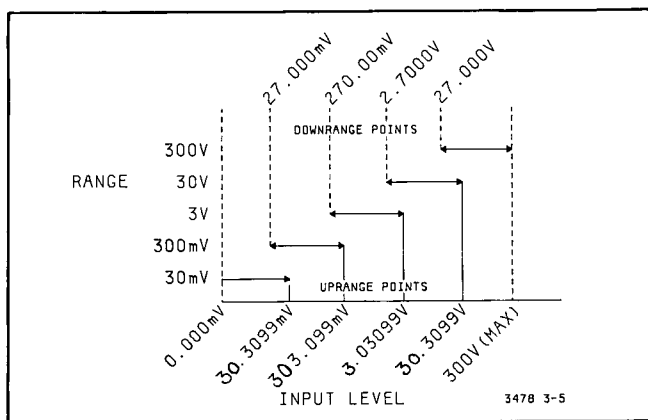 27.000mV
270.00mV
2.7000V
27.000V
DOWNRANGE POINTS
300V
RANGE
30V
3V
300mV
30mV
UPRANGE POINTS
0.000mV
30.3099mV
303.099mV
3.03099V
30.3099V
300V(MAX)
INPUT LEVEL
3478 3-5